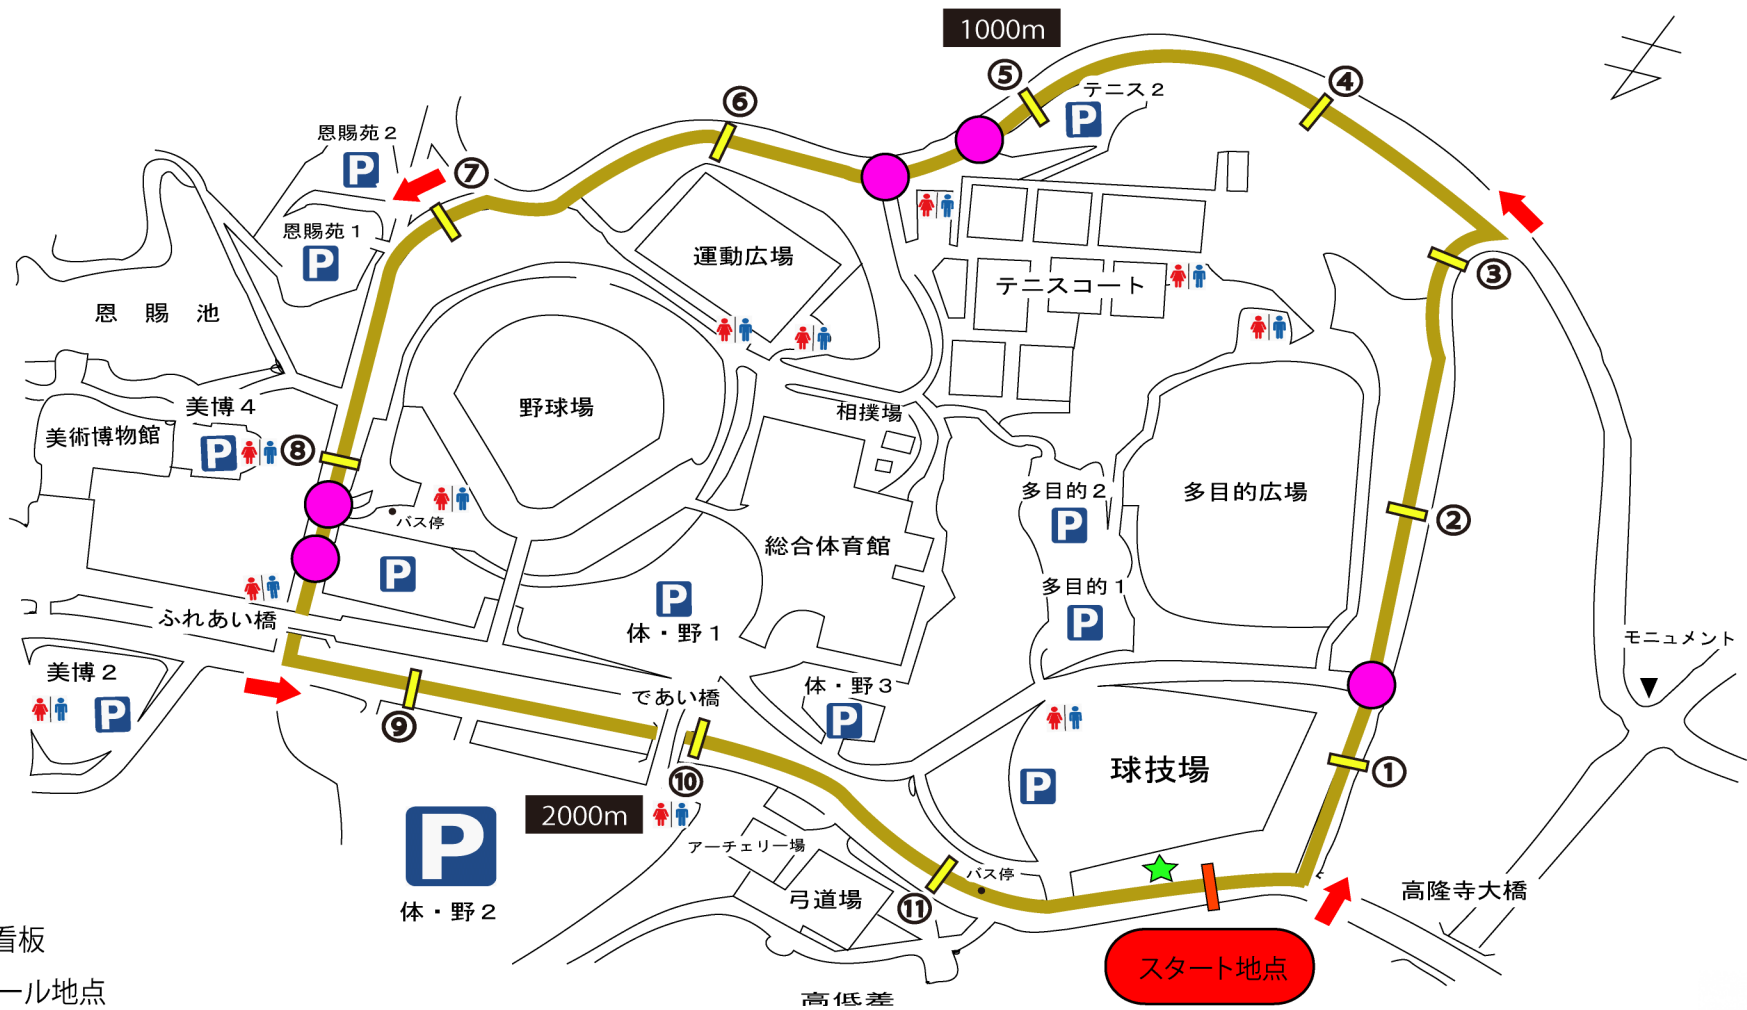 1000m
⑤
④
テニス2
P
⑥
恩賜苑2
P
⑦
恩賜苑1
P
運動広場
③
テニスコート
恩 賜 池
美博4
野球場
相撲場
美術博物館
P
⑧
多目的2
多目的広場
P
②
バス停
総合体育館
P
多目的1
P
P
ふれあい橋
体・野1
モニュメント
美博2
P
であい橋
体・野3
P
⑨
球技場
①
⑩
P
2000m
P
アーチェリー場
バス停
弓道場
⑪
高隆寺大橋
体・野2
看板
スタート地点
ール地点
高低差